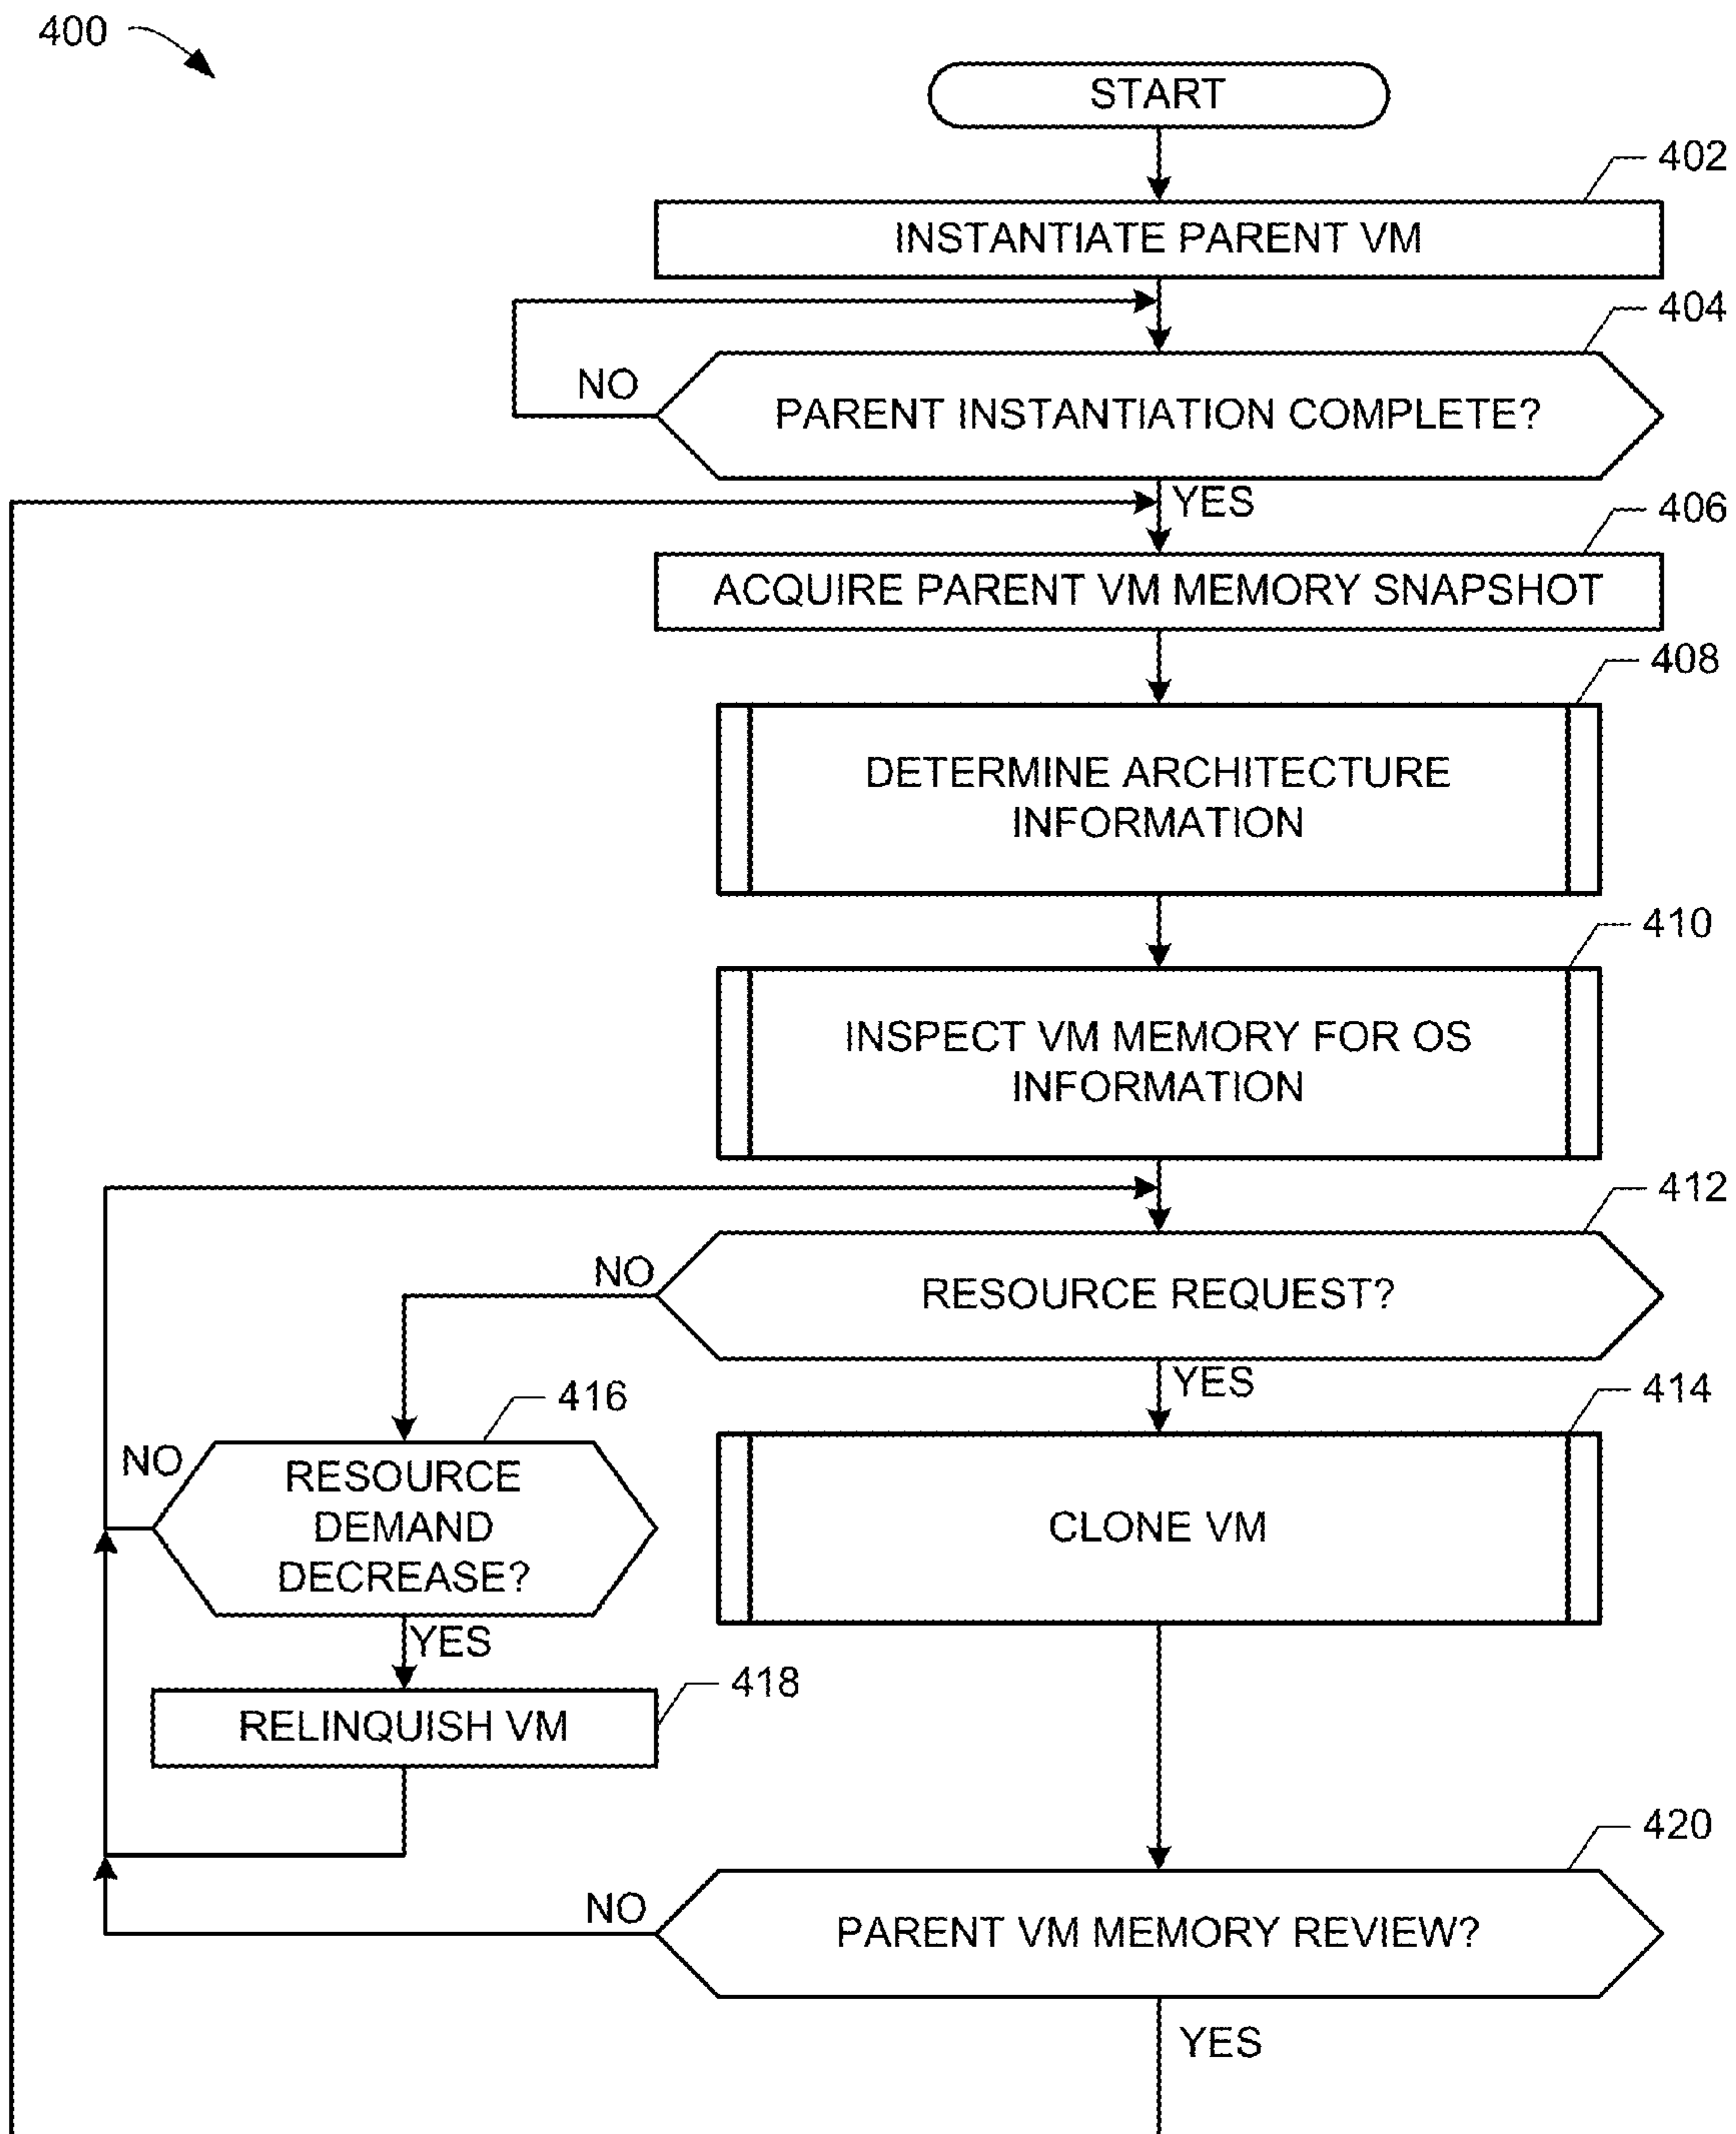 400
START
402
INSTANTIATE PARENT VM
404
NO
PARENT INSTANTIATION COMPLETE?
YES
406
ACQUIRE PARENT VM MEMORY SNAPSHOT
408
DETERMINE ARCHITECTURE
INFORMATION
410
INSPECT VM MEMORY FOR OS
INFORMATION
412
NO
RESOURCE REQUEST?
YES
414
416
NO
RESOURCE
DEMAND
DECREASE?
CLONE VM
YES
418
RELINQUISH VM
420
NO
PARENT VM MEMORY REVIEW?
YES